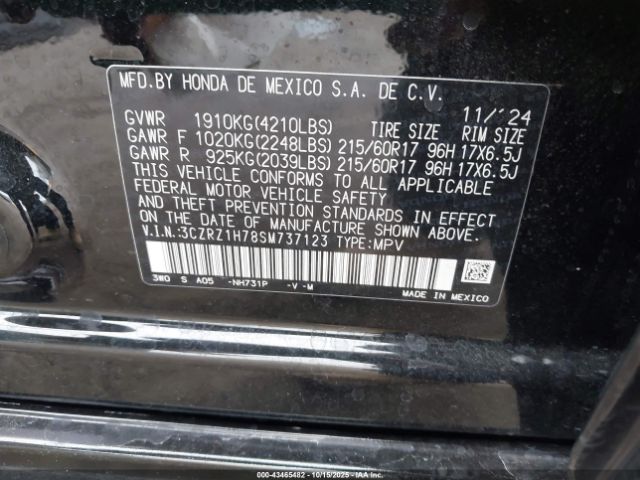 MFD.BY HONDA DE MEXICO S.A. DE C.V.
11/'24
GVWR 1910KG(4210LBS) TIRE SIZE RIM SIZE
GAWR F 1020KG(2248LBS) 215/60R17 96H 17X6.5J
GAWR R 925KG(2039LBS) 215/60R17 96H 17X6.5J
THIS VEHICLE CONFORMS TO ALL APPLICABLE
FEDERAL MOTOR VEHICLE SAFETY
AND THEFT PREVENTION STANDARDS IN EFFECT
ON THE DATE OF MANUFACTURE SHOWN ABOVE.
V.I.N.:3CZRZ1H78SM737123 TYPE:MPV
3W0 S A05 -NH731P -V -M
MADE IN MEXICO
000-43465482 - 10/15/2025 - IAAI.COM